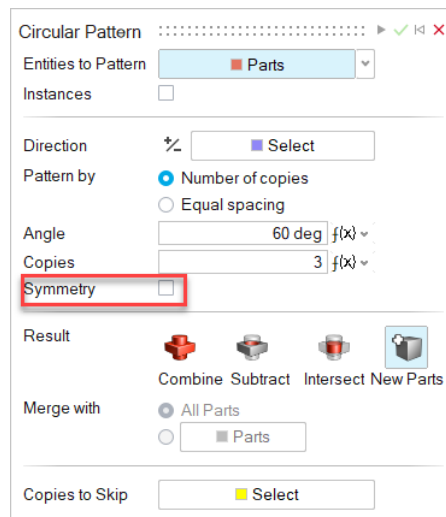 Circular Pattern
Entities to Pattern Parts
Instances
Direction Select
Pattern by Number of copies
Equal spacing
Angle 60 deg f(x)
Copies 3 f(x)
Symmetry
Result
Combine Subtract Intersect New Parts
Merge with All Parts
Parts
Copies to Skip Select